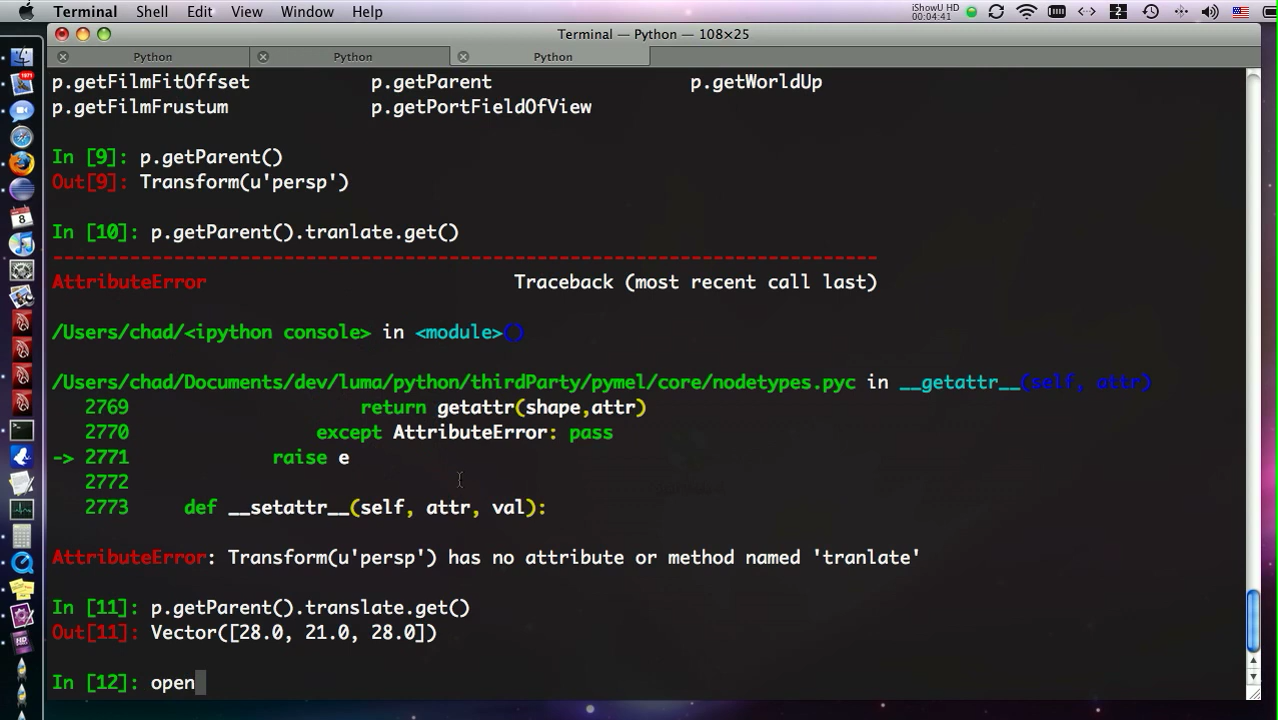 Terminal Shell Edit View Window Help iShowU HD 00:04:41
Terminal — Python — 108×25
Python Python Python
p.getFilmFitOffset p.getParent p.getWorldUp
p.getFilmFrustum p.getPortFieldOfView
In [9]: p.getParent()
Out[9]: Transform(u'persp')
In [10]: p.getParent().tranlate.get()
---------------------------------------------------------------------------
AttributeError Traceback (most recent call last)
/Users/chad/<ipython console> in <module>()
/Users/chad/Documents/dev/luma/python/thirdParty/pymel/core/nodetypes.pyc in __getattr__(self, attr)
2769 return getattr(shape,attr)
2770 except AttributeError: pass
-> 2771 raise e
2772
2773 def __setattr__(self, attr, val):
AttributeError: Transform(u'persp') has no attribute or method named 'tranlate'
In [11]: p.getParent().translate.get()
Out[11]: Vector([28.0, 21.0, 28.0])
In [12]: open